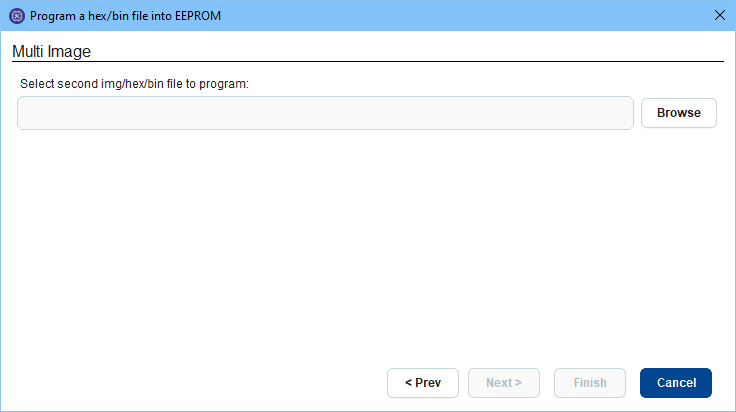 Program a hex/bin file into EEPROM
Multi Image
Select second img/hex/bin file to program:
Browse
< Prev
Next >
Finish
Cancel